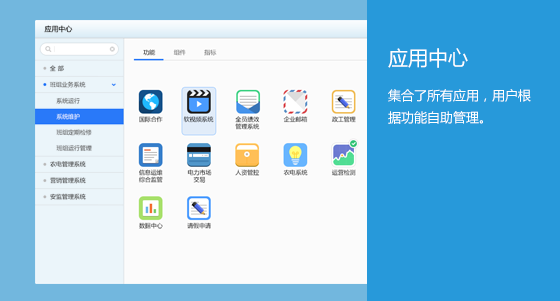 应用中心
功能 组件 指标
全 部
班组业务系统
系统运行
系统维护
班组定期检修
班组运行管理
农电管理系统
营销管理系统
安监管理系统
国际合作 软视频系统 全员绩效管理系统 企业邮箱 政工管理
信息运维综合监管 电力市场交易 人资管控 农电系统 运营检测
数据中心 请假申请
应用中心
集合了所有应用，用户根
据功能自助管理。